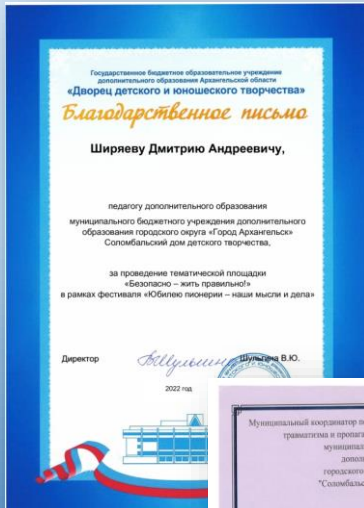 Государственное бюджетное образовательное учреждение
дополнительного образования Архангельской области
«Дворец детского и юношеского творчества»
Благодарственное письмо
Ширяеву Дмитрию Андреевичу,
педагогу дополнительного образования
муниципального бюджетного учреждения дополнительного
образования городского округа «Город Архангельск»
Соломбальский дом детского творчества,
за проведение тематической площадки
«Безопасно – жить правильно!»
в рамках фестиваля «Юбилею пионерии – наши мысли и дела»
Директор Шульгина В.Ю.
2022 год
Муниципальный координатор по
травматизма и пропаг
муниципал
допол
городского
"Соломбальс